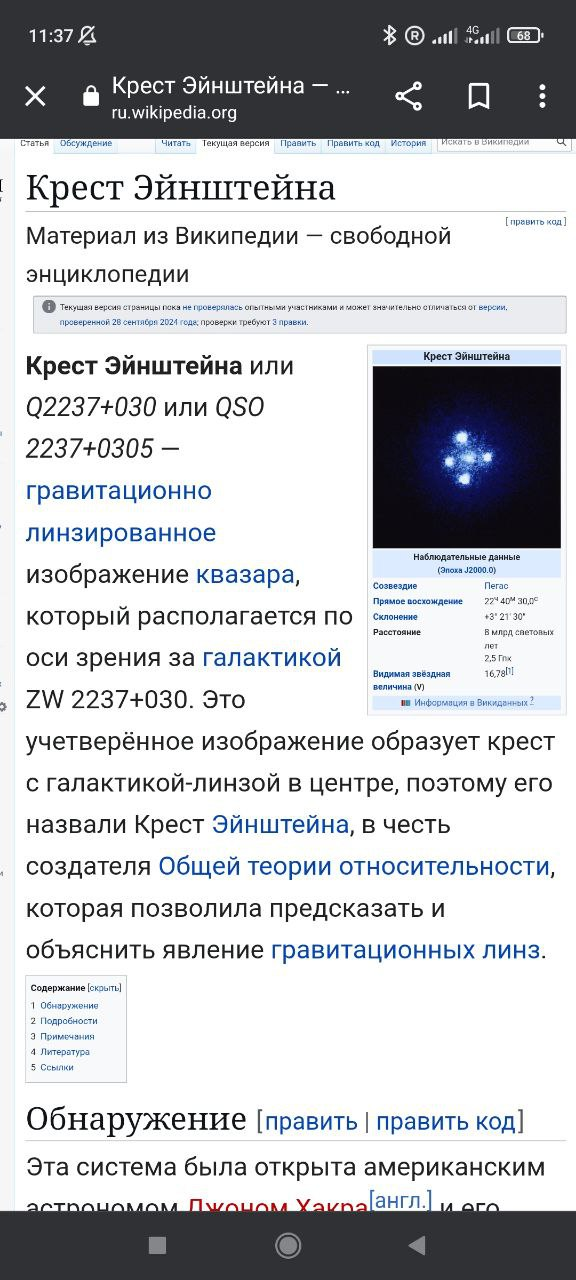 11:37
4G
68
Крест Эйнштейна — ...
ru.wikipedia.org
Статья Обсуждение Читать Текущая версия Править Править код История Искать в Википедии
Крест Эйнштейна
[ править код ]
Материал из Википедии — свободной
энциклопедии
Текущая версия страницы пока не проверялась опытными участниками и может значительно отличаться от версии,
проверенной 28 сентября 2024 года; проверки требуют 3 правки.
Крест Эйнштейна или
Q2237+030 или QSO
2237+0305 —
гравитационно
линзированное
изображение квазара,
который располагается по
оси зрения за галактикой
ZW 2237+030. Это
учетверённое изображение образует крест
с галактикой-линзой в центре, поэтому его
назвали Крест Эйнштейна, в честь
создателя Общей теории относительности,
которая позволила предсказать и
объяснить явление гравитационных линз.
Крест Эйнштейна
Наблюдательные данные
(Эпоха J2000.0)
Созвездие Пегас
Прямое восхождение 22ч 40м 30,0с
Склонение +3° 21′ 30″
Расстояние 8 млрд световых
лет
2,5 Гпк
Видимая звёздная 16,78[1]
величина (V)
Информация в Викиданных ?
Содержание [скрыть]
1 Обнаружение
2 Подробности
3 Примечания
4 Литература
5 Ссылки
Обнаружение [править | править код]
Эта система была открыта американским
астрономом Джоном Хакра[англ.] и его